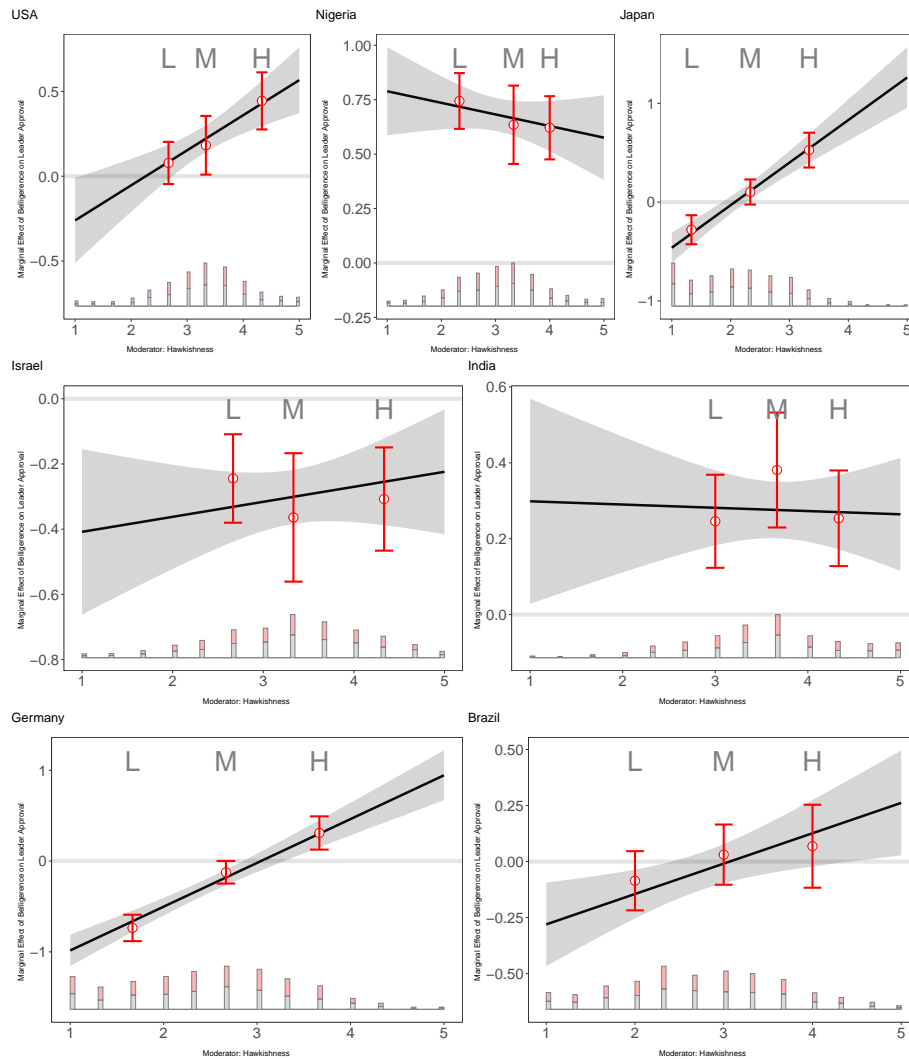 USA
Nigeria
Japan
L M H
L M H
L M H
0.5
0.0
−0.5
1.00
0.75
0.50
0.25
0.00
−0.25
1
0
−1
Marginal Effect of Belligerence on Leader Approval
Marginal Effect of Belligerence on Leader Approval
Marginal Effect of Belligerence on Leader Approval
1 2 3 4 5
1 2 3 4 5
1 2 3 4 5
Moderator: Hawkishness
Moderator: Hawkishness
Moderator: Hawkishness
Israel
India
L M H
L M H
0.0
−0.2
−0.4
−0.6
−0.8
0.6
0.4
0.2
0.0
Marginal Effect of Belligerence on Leader Approval
Marginal Effect of Belligerence on Leader Approval
1 2 3 4 5
1 2 3 4 5
Moderator: Hawkishness
Moderator: Hawkishness
Germany
Brazil
L M H
L M H
1
0
−1
0.50
0.25
0.00
−0.25
−0.50
Marginal Effect of Belligerence on Leader Approval
Marginal Effect of Belligerence on Leader Approval
1 2 3 4 5
1 2 3 4 5
Moderator: Hawkishness
Moderator: Hawkishness